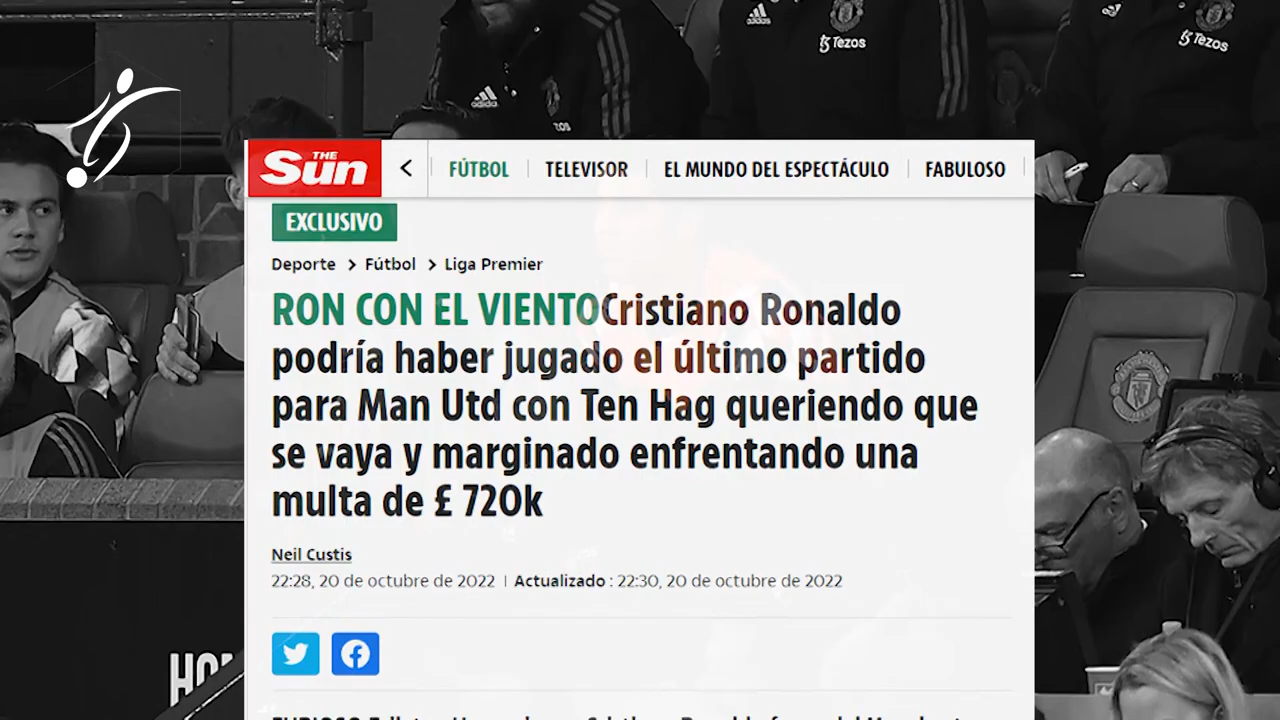 adidas
Tezos
Tezos
THE
Sun
FÚTBOL
TELEVISOR
EL MUNDO DEL ESPECTÁCULO
FABULOSO
EXCLUSIVO
Deporte > Fútbol > Liga Premier
RON CON EL VIENTOCristiano Ronaldo
podría haber jugado el último partido
para Man Utd con Ten Hag queriendo que
se vaya y marginado enfrentando una
multa de £ 720k
Neil Custis
22:28, 20 de octubre de 2022 | Actualizado : 22:30, 20 de octubre de 2022